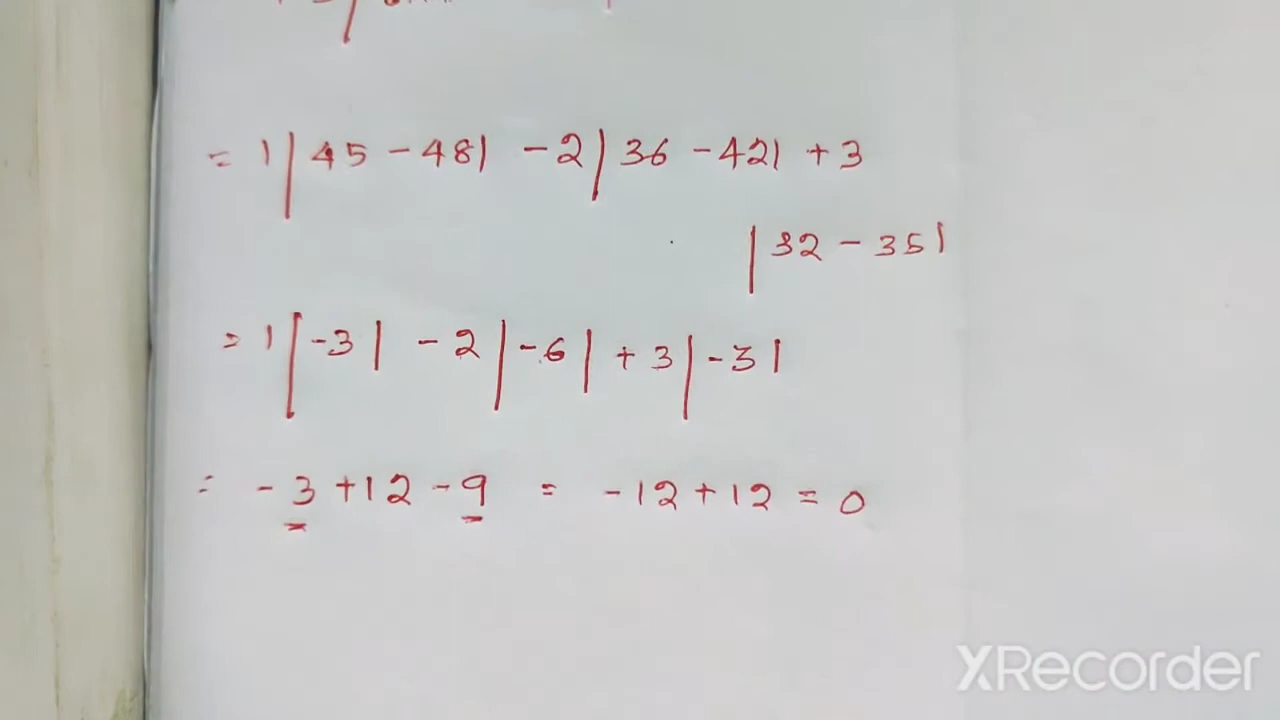 = 1 | 45 - 48 | - 2 | 36 - 42 | + 3
| 32 - 35 |
= 1 | -3 | - 2 | -6 | + 3 | -3 |
= -3 + 12 - 9 = -12 + 12 = 0
XRecorder